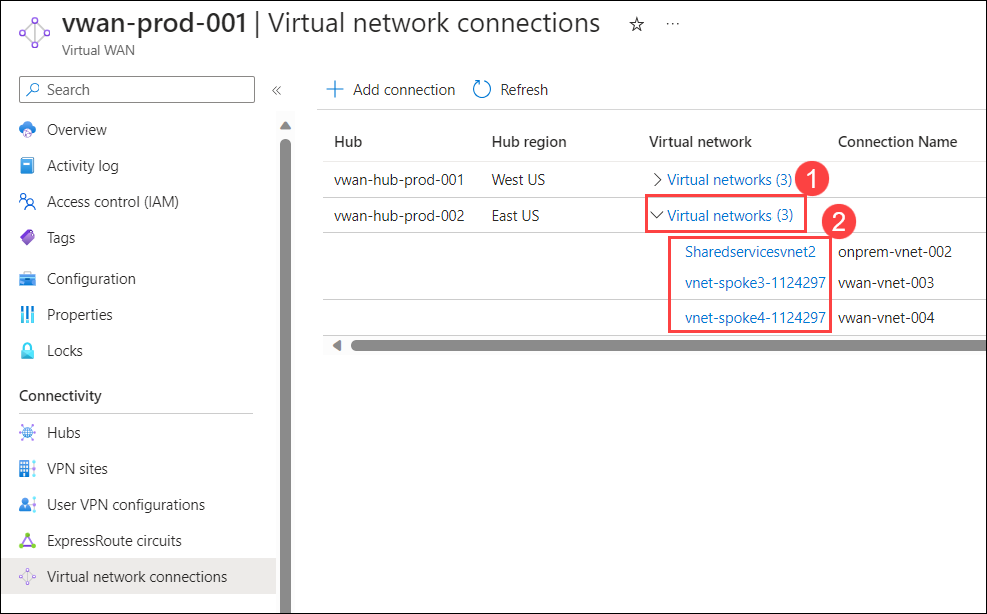 vwan-prod-001 | Virtual network connections
Virtual WAN
Search
Overview
Activity log
Access control (IAM)
Tags
Configuration
Properties
Locks
Connectivity
Hubs
VPN sites
User VPN configurations
ExpressRoute circuits
Virtual network connections
Add connection Refresh
Hub Hub region Virtual network Connection Name
vwan-hub-prod-001 West US Virtual networks (3) 1
vwan-hub-prod-002 East US Virtual networks (3) 2
Sharedservicesvnet2 onprem-vnet-002
vnet-spoke3-1124297 vwan-vnet-003
vnet-spoke4-1124297 vwan-vnet-004